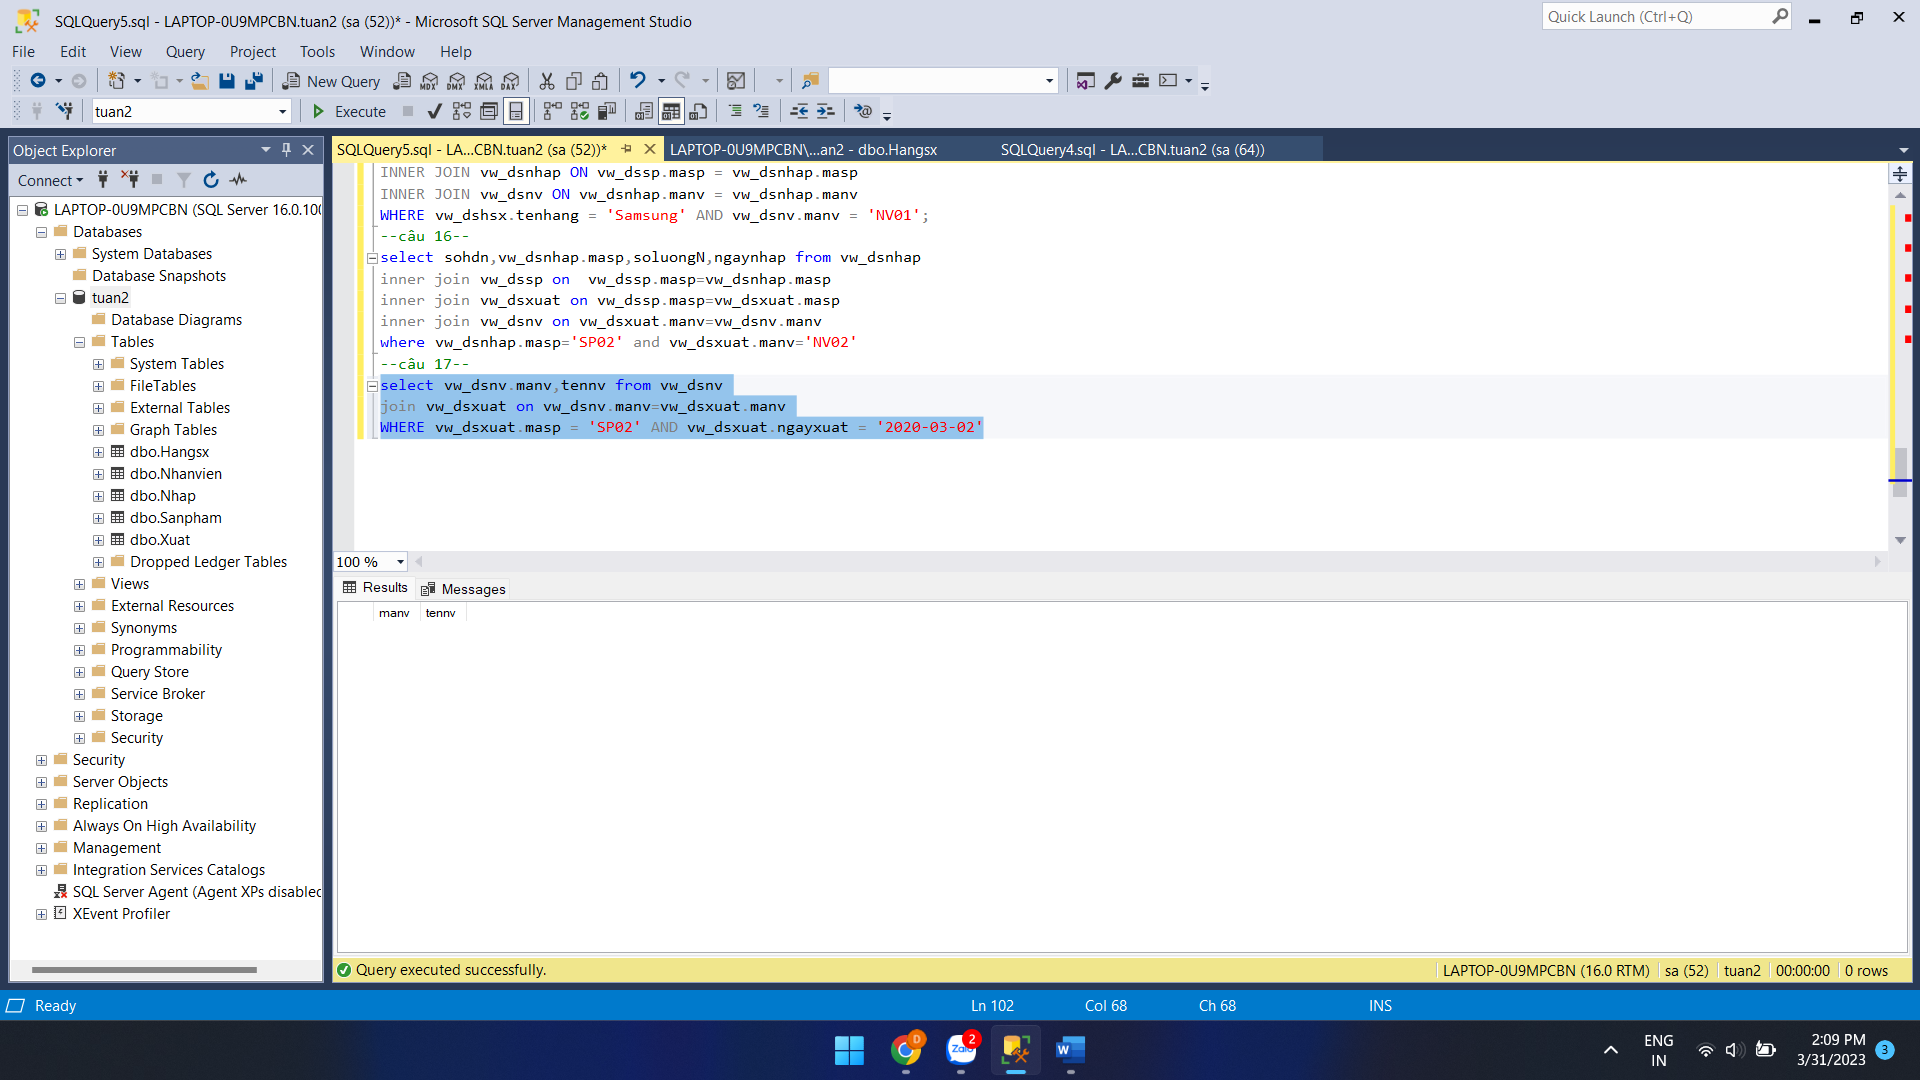 SQLQuery5.sql - LAPTOP-0U9MPCBN.tuan2 (sa (52))* - Microsoft SQL Server Management Studio
Quick Launch (Ctrl+Q)
File Edit View Query Project Tools Window Help
New Query
MDX DMX XMLA DAX
tuan2
Execute
Object Explorer
Connect
LAPTOP-0U9MPCBN (SQL Server 16.0.100
Databases
System Databases
Database Snapshots
tuan2
Database Diagrams
Tables
System Tables
FileTables
External Tables
Graph Tables
dbo.Hangsx
dbo.Nhanvien
dbo.Nhap
dbo.Sanpham
dbo.Xuat
Dropped Ledger Tables
Views
External Resources
Synonyms
Programmability
Query Store
Service Broker
Storage
Security
Security
Server Objects
Replication
Always On High Availability
Management
Integration Services Catalogs
SQL Server Agent (Agent XPs disabled
XEvent Profiler
SQLQuery5.sql - LA...CBN.tuan2 (sa (52))*
LAPTOP-0U9MPCBN\...an2 - dbo.Hangsx
SQLQuery4.sql - LA...CBN.tuan2 (sa (64))
INNER JOIN vw_dsnhap ON vw_dssp.masp = vw_dsnhap.masp
INNER JOIN vw_dsnv ON vw_dsnhap.manv = vw_dsnhap.manv
WHERE vw_dshsx.tenhang = 'Samsung' AND vw_dsnv.manv = 'NV01';
--câu 16--
select sohdn,vw_dsnhap.masp,soluongN,ngaynhap from vw_dsnhap
inner join vw_dssp on  vw_dssp.masp=vw_dsnhap.masp
inner join vw_dsxuat on vw_dssp.masp=vw_dsxuat.masp
inner join vw_dsnv on vw_dsxuat.manv=vw_dsnv.manv
where vw_dsnhap.masp='SP02' and vw_dsxuat.manv='NV02'
--câu 17--
select vw_dsnv.manv,tennv from vw_dsnv
join vw_dsxuat on vw_dsnv.manv=vw_dsxuat.manv
WHERE vw_dsxuat.masp = 'SP02' AND vw_dsxuat.ngayxuat = '2020-03-02'
100 %
Results Messages
manv tennv
Query executed successfully.
LAPTOP-0U9MPCBN (16.0 RTM) sa (52) tuan2 00:00:00 0 rows
Ready
Ln 102 Col 68 Ch 68 INS
D
Zalo 2
W
ENG
IN
2:09 PM
3/31/2023
3